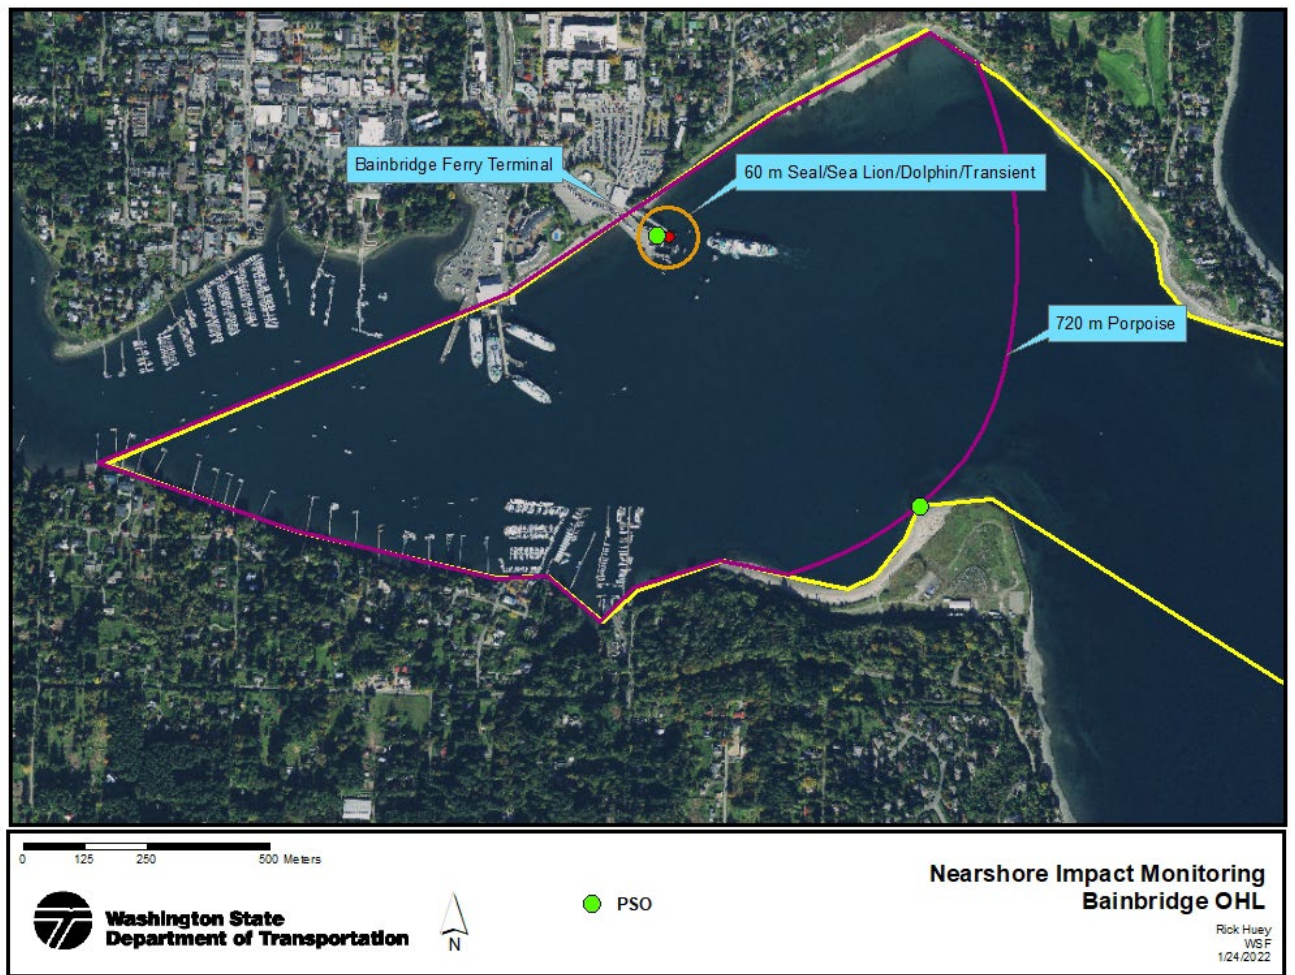 Bainbridge Ferry Terminal
60 m Seal/Sea Lion/Dolphin/Transient
720 m Porpoise
0 125 250 500 Meters
Washington State
Department of Transportation
N
PSO
Nearshore Impact Monitoring
Bainbridge OHL
Rick Huey
WSF
1/24/2022